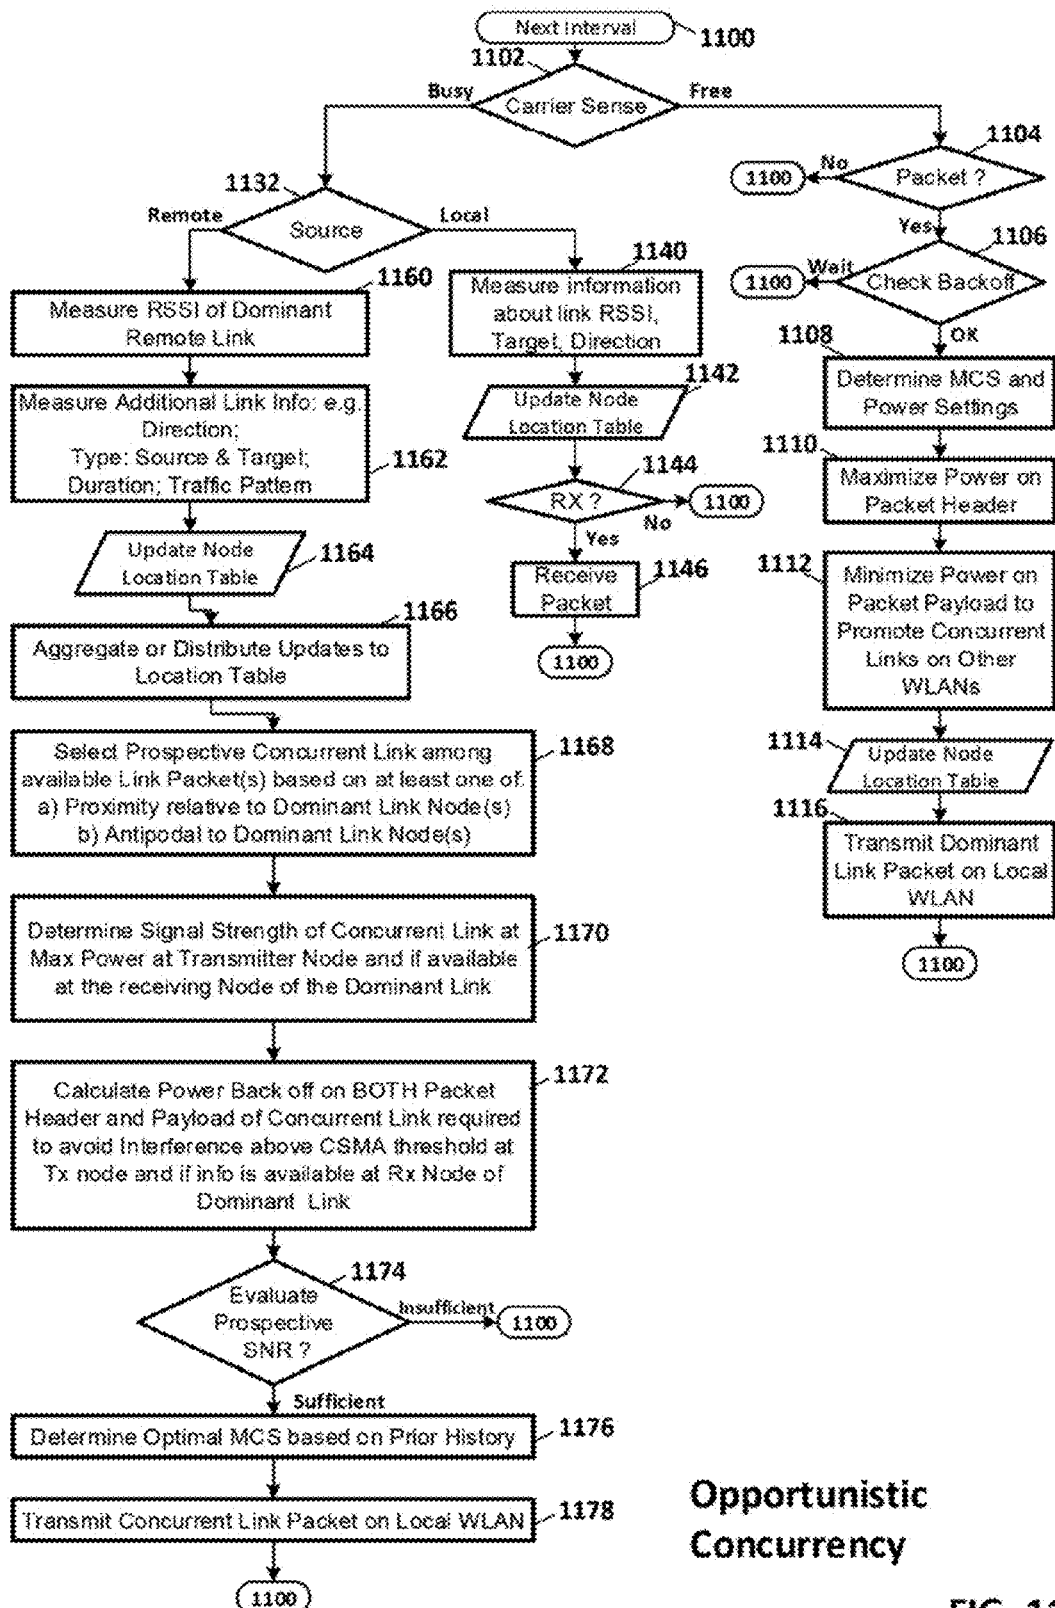 Next Interval
1100
1102
Carrier Sense
Busy
Free
1104
Packet ?
No
1100
Yes
1106
Check Backoff
Wait
1100
OK
1108
Determine MCS and
Power Settings
1110
Maximize Power on
Packet Header
1112
Minimize Power on
Packet Payload to
Promote Concurrent
Links on Other
WLANs
1114
Update Node
Location Table
1116
Transmit Dominant
Link Packet on Local
WLAN
1100
1132
Source
Remote
Local
1140
Measure information
about link RSSI,
Target, Direction
1142
Update Node
Location Table
1144
RX ?
No
1100
Yes
1146
Receive
Packet
1100
1160
Measure RSSI of Dominant
Remote Link
Measure Additional Link Info: e.g.
Direction;
Type: Source & Target;
Duration; Traffic Pattern
1162
Update Node
Location Table
1164
1166
Aggregate or Distribute Updates to
Location Table
1168
Select Prospective Concurrent Link among
available Link Packet(s) based on at least one of:
a) Proximity relative to Dominant Link Node(s)
b) Antipodal to Dominant Link Node(s)
1170
Determine Signal Strength of Concurrent Link at
Max Power at Transmitter Node and if available
at the receiving Node of the Dominant Link
1172
Calculate Power Back off on BOTH Packet
Header and Payload of Concurrent Link required
to avoid Interference above CSMA threshold at
Tx node and if info is available at Rx Node of
Dominant Link
1174
Evaluate
Prospective
SNR ?
Insufficient
1100
Sufficient
Determine Optimal MCS based on Prior History
1176
Transmit Concurrent Link Packet on Local WLAN
1178
1100
Opportunistic
Concurrency